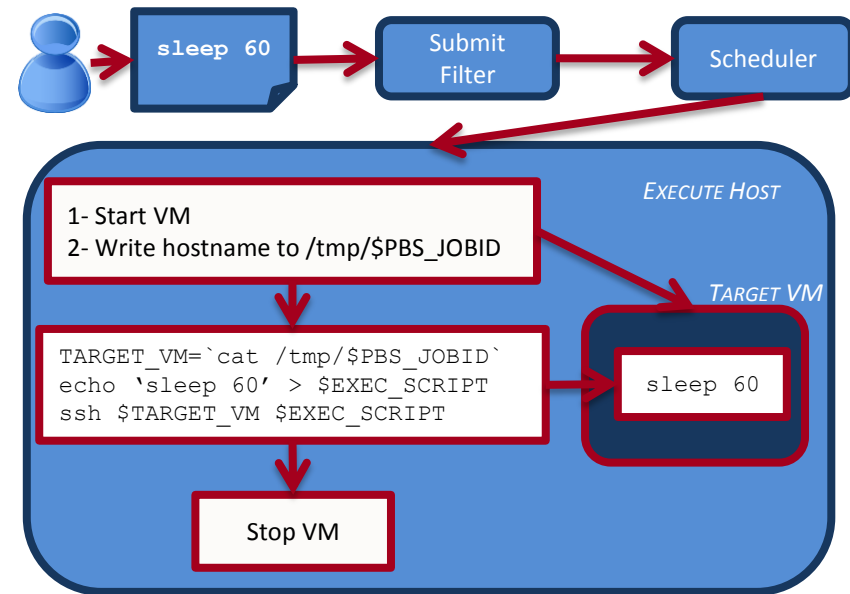 sleep 60
Submit
Filter
Scheduler
EXECUTE HOST
1- Start VM
2- Write hostname to /tmp/$PBS_JOBID
TARGET VM
TARGET_VM=`cat /tmp/$PBS_JOBID`
echo ‘sleep 60’ > $EXEC_SCRIPT
ssh $TARGET_VM $EXEC_SCRIPT
sleep 60
Stop VM